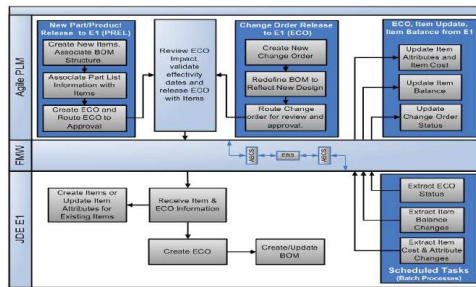 New Part/Product
Release to E1 (PREL)
Create New Items,
Associate BOM
Structure
Associate Part List
Information with
Items
Create ECO and
Route ECO to
Approval
Review ECO
Impact,
validate
effectivity
dates and
release ECO
with Items
Change Order Release
to E1 (ECO)
Create New
Change Order
Redefine BOM to
Reflect New Design
Route Change
order for review and
approval.
ECO, Item Update,
Item Balance from E1
Update Item
Attributes and Item
Cost
Update Item
Balance
Update
Change Order
Status
Agile PLM
FMW
ABCS
EBS
ABCS
JDE E1
Create Items or
Update Item
Attributes for
Existing Items
Receive Item &
ECO Information
Create ECO
Create/Update
BOM
Extract ECO
Status
Extract Item
Balance
Changes
Extract Item
Cost & Attribute
Changes
Scheduled Tasks
(Batch Processes)